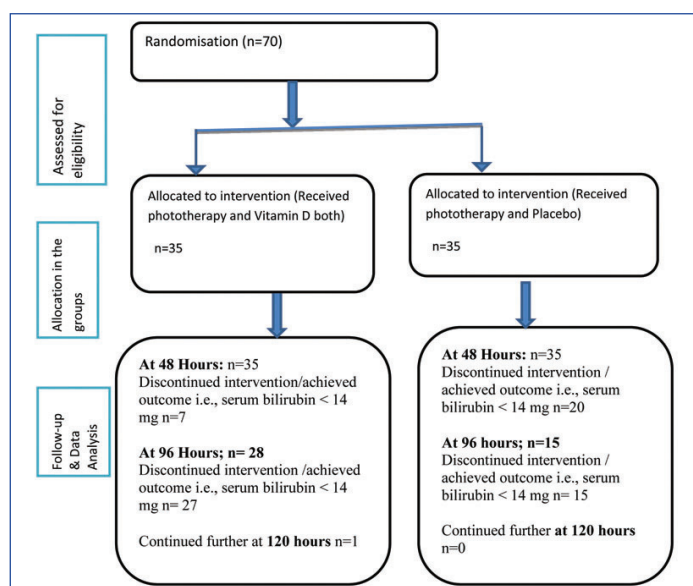 Randomisation (n=70)
Assessed for
eligibility
Allocated to intervention (Received
phototherapy and Vitamin D both)
n=35
Allocated to intervention (Received
phototherapy and Placebo)
n=35
Allocation in the
groups
At 48 Hours: n=35
Discontinued intervention/achieved
outcome i.e., serum bilirubin < 14
mg n=7
At 96 Hours; n= 28
Discontinued intervention /achieved
outcome i.e., serum bilirubin < 14
mg n= 27
Continued further at 120 hours n=1
At 48 Hours: n=35
Discontinued intervention /
achieved outcome i.e., serum
bilirubin < 14 mg n=20
At 96 hours; n=15
Discontinued intervention /
achieved outcome i.e., serum
bilirubin < 14 mg n= 15
Continued further at 120 hours
n=0
Follow-up
& Data
Analysis